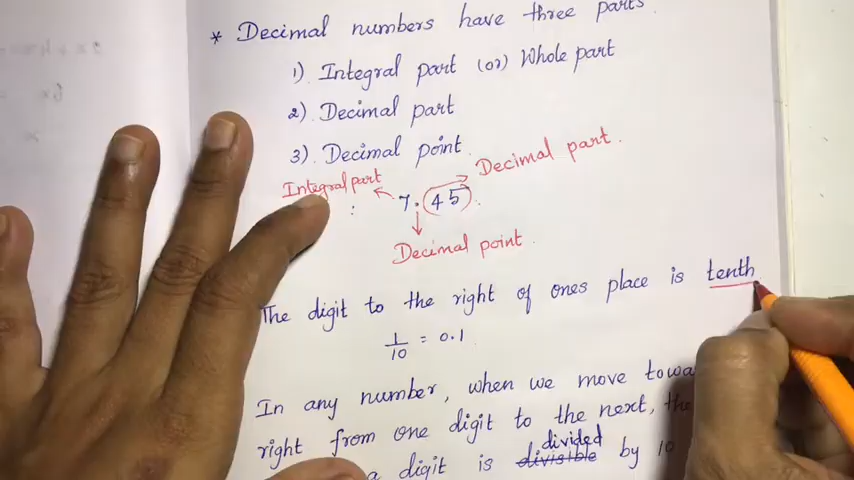 * Decimal numbers have three parts.
1) Integral part (or) Whole part
2) Decimal part
3) Decimal point
Integral part
7.45
Decimal part.
Decimal point
The digit to the right of ones place is tenth
1/10 = 0.1
In any number, when we move
right from one digit to the next,
divided
a digit is divisible by 10